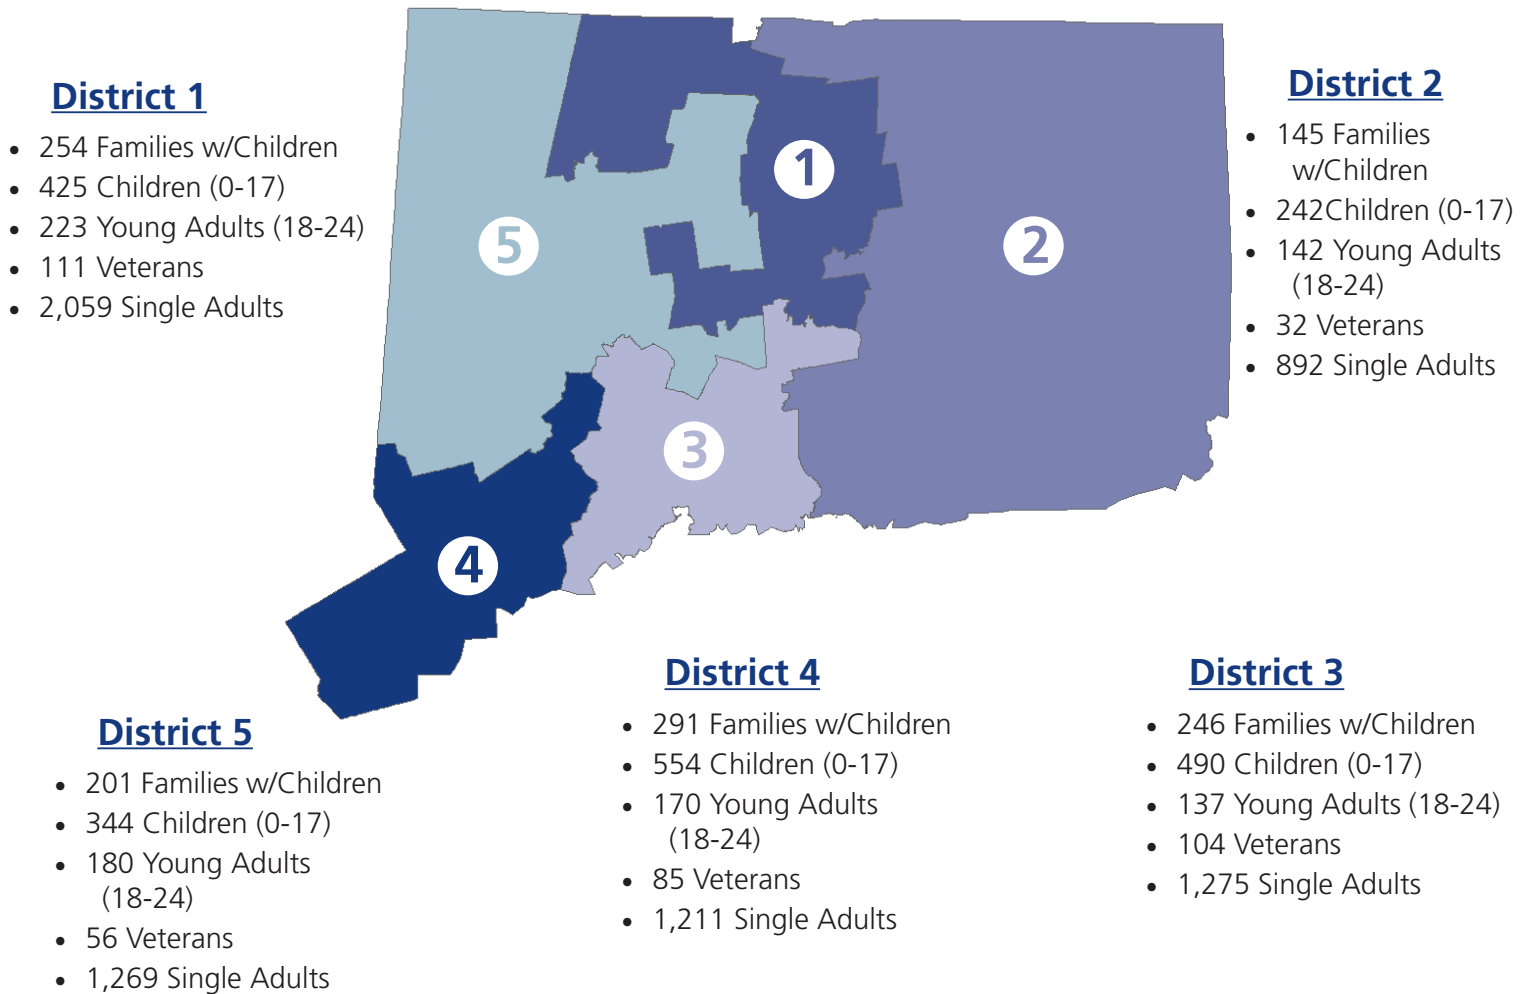 District 1
• 254 Families w/Children
• 425 Children (0-17)
• 223 Young Adults (18-24)
• 111 Veterans
• 2,059 Single Adults
District 2
• 145 Families
w/Children
• 242Children (0-17)
• 142 Young Adults
(18-24)
• 32 Veterans
• 892 Single Adults
1
5
2
3
4
District 5
• 201 Families w/Children
• 344 Children (0-17)
• 180 Young Adults
(18-24)
• 56 Veterans
• 1,269 Single Adults
District 4
• 291 Families w/Children
• 554 Children (0-17)
• 170 Young Adults
(18-24)
• 85 Veterans
• 1,211 Single Adults
District 3
• 246 Families w/Children
• 490 Children (0-17)
• 137 Young Adults (18-24)
• 104 Veterans
• 1,275 Single Adults